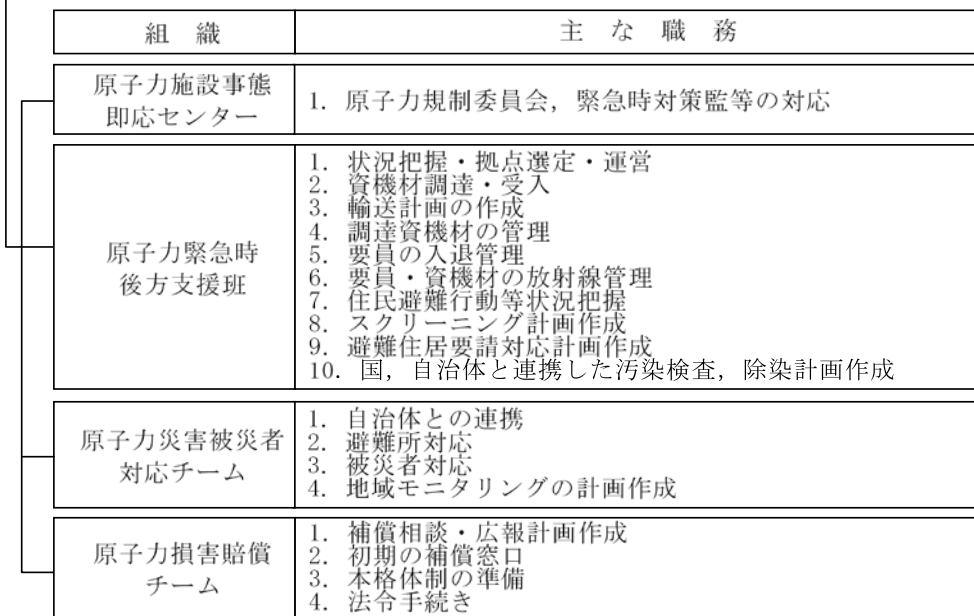 組　織
主　な　職　務
原子力施設事態
即応センター
1．原子力規制委員会，緊急時対策監等の対応
原子力緊急時
後方支援班
1．状況把握・拠点選定・運営
2．資機材調達・受入
3．輸送計画の作成
4．調達資機材の管理
5．要員の入退管理
6．要員・資機材の放射線管理
7．住民避難行動等状況把握
8．スクリーニング計画作成
9．避難住居要請対応計画作成
10．国，自治体と連携した汚染検査，除染計画作成
原子力災害被災者
対応チーム
1．自治体との連携
2．避難所対応
3．被災者対応
4．地域モニタリングの計画作成
原子力損害賠償
チーム
1．補償相談・広報計画作成
2．初期の補償窓口
3．本格体制の準備
4．法令手続き